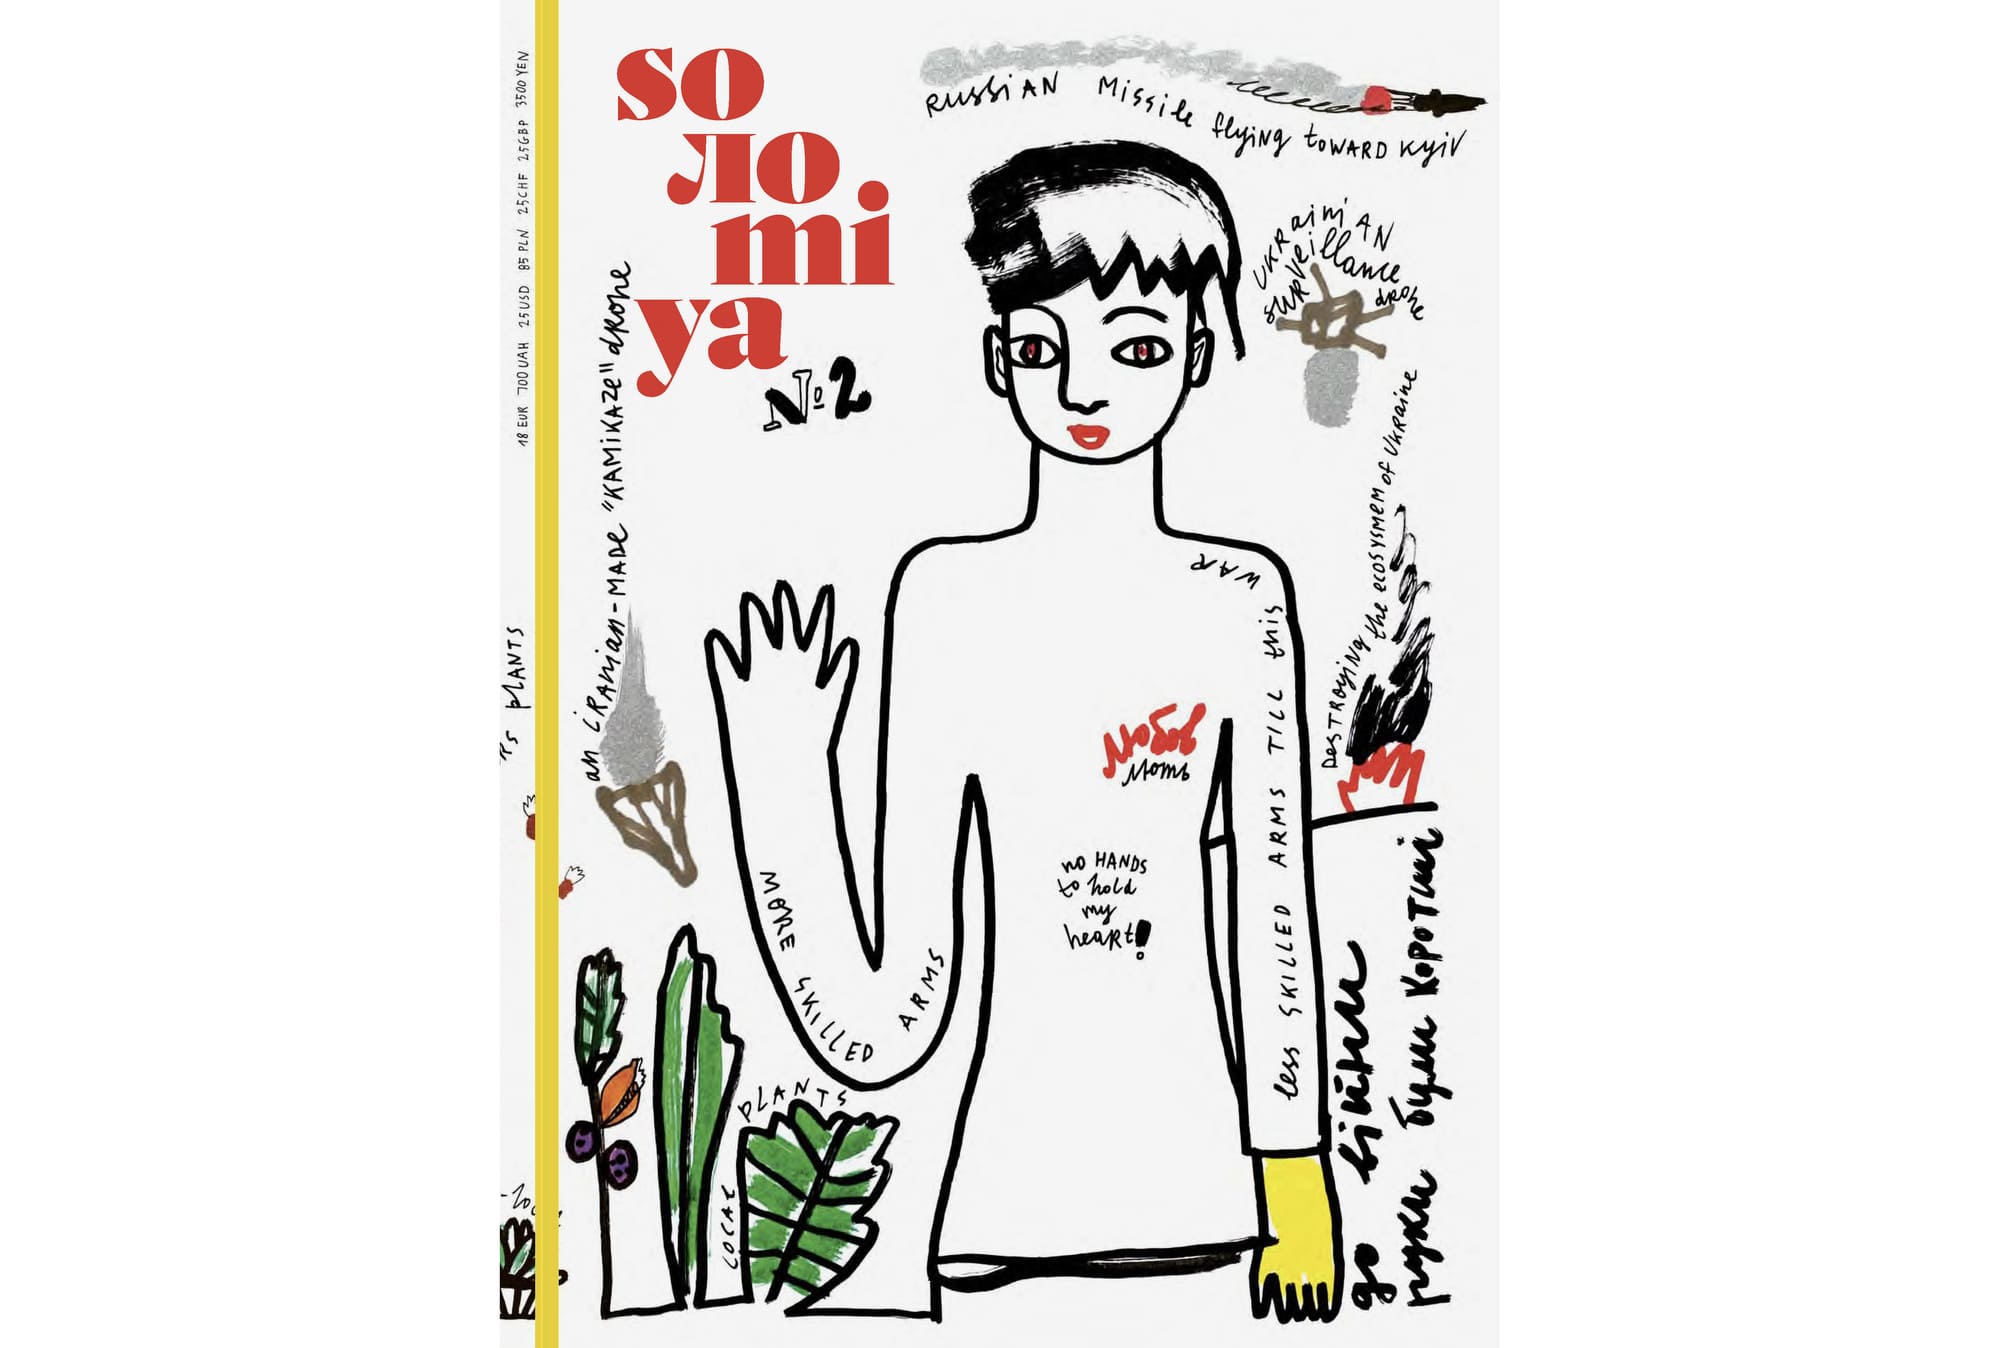 18 EUR 700 UAH 25 USD 85 PLN 25 CHF 25 GBP 3500 YEN
PLANTS
so
ло
mi
ya
№2
RUSSIAN Missile flying toWARD Kyiv
UKRainiAN
suRveillance
dRone
an iRANian-MADe "KAMiKAZe" dRone
DesTROying the ecosysmem of UKRaine
WAR
less SKILLED ARMS TILL this
любов
мать
no HANDS
to hold
my
heaRt!
MORE SKILLED ARMS
PLANTS
LOCAL
до війни
руки були короткі